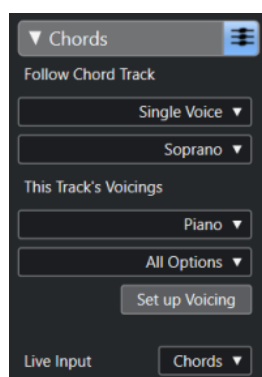 Chords
Follow Chord Track
Single Voice
Soprano
This Track's Voicings
Piano
All Options
Set up Voicing
Live Input Chords